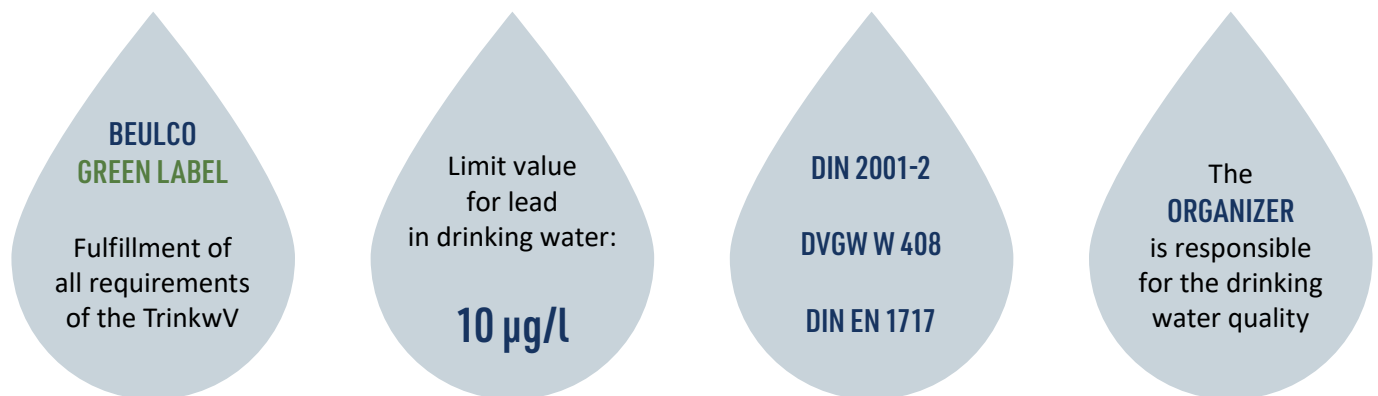 BEULCO
GREEN LABEL
Fulfillment of
all requirements
of the TrinkwV
Limit value
for lead
in drinking water:
10 µg/l
DIN 2001-2
DVGW W 408
DIN EN 1717
The
ORGANIZER
is responsible
for the drinking
water quality